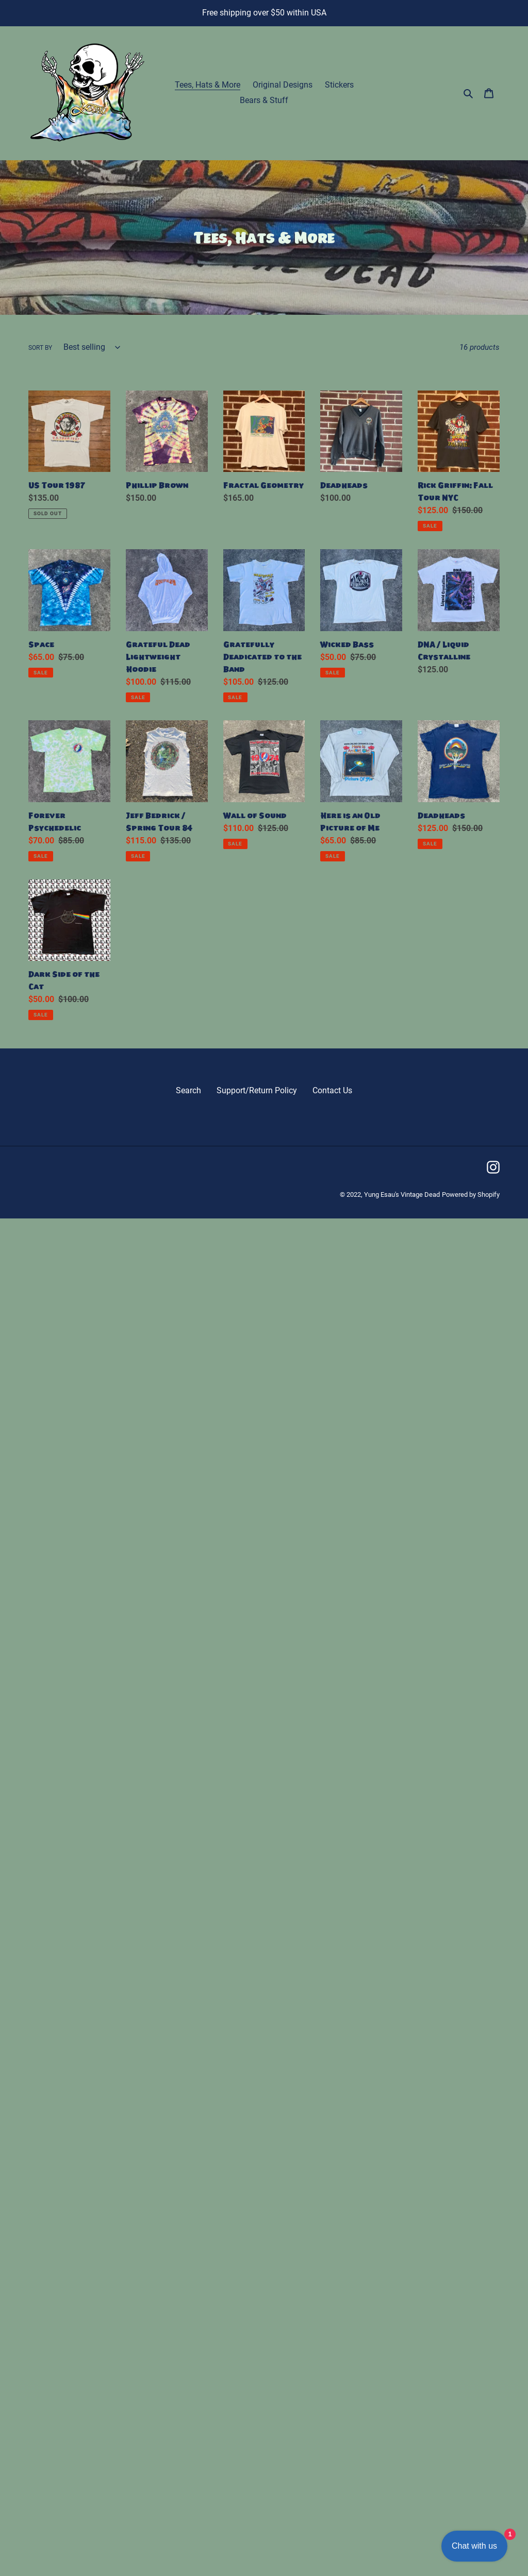 Free shipping over $50 within USA
Tees, Hats & More
Original Designs
Stickers
Bears & Stuff
Tees, Hats & More
THE DEAD
SORT BY
Best selling
16 products
US Tour 1987
$135.00
SOLD OUT
Phillip Brown
$150.00
Fractal Geometry
$165.00
Deadheads
$100.00
Rick Griffin; Fall
Tour NYC
$125.00 $150.00
SALE
Space
$65.00 $75.00
SALE
Grateful Dead
Lightweight
Hoodie
$100.00 $115.00
SALE
Gratefully
Deadicated to the
Band
$105.00 $125.00
SALE
Wicked Bass
$50.00 $75.00
SALE
DNA / Liquid
Crystalline
$125.00
Forever
Psychedelic
$70.00 $85.00
SALE
Jeff Bedrick /
Spring Tour 84
$115.00 $135.00
SALE
Wall of Sound
$110.00 $125.00
SALE
Here is an Old
Picture of Me
$65.00 $85.00
SALE
Deadheads
$125.00 $150.00
SALE
Dark Side of the
Cat
$50.00 $100.00
SALE
Search
Support/Return Policy
Contact Us
© 2022, Yung Esau's Vintage Dead Powered by Shopify
1
Chat with us